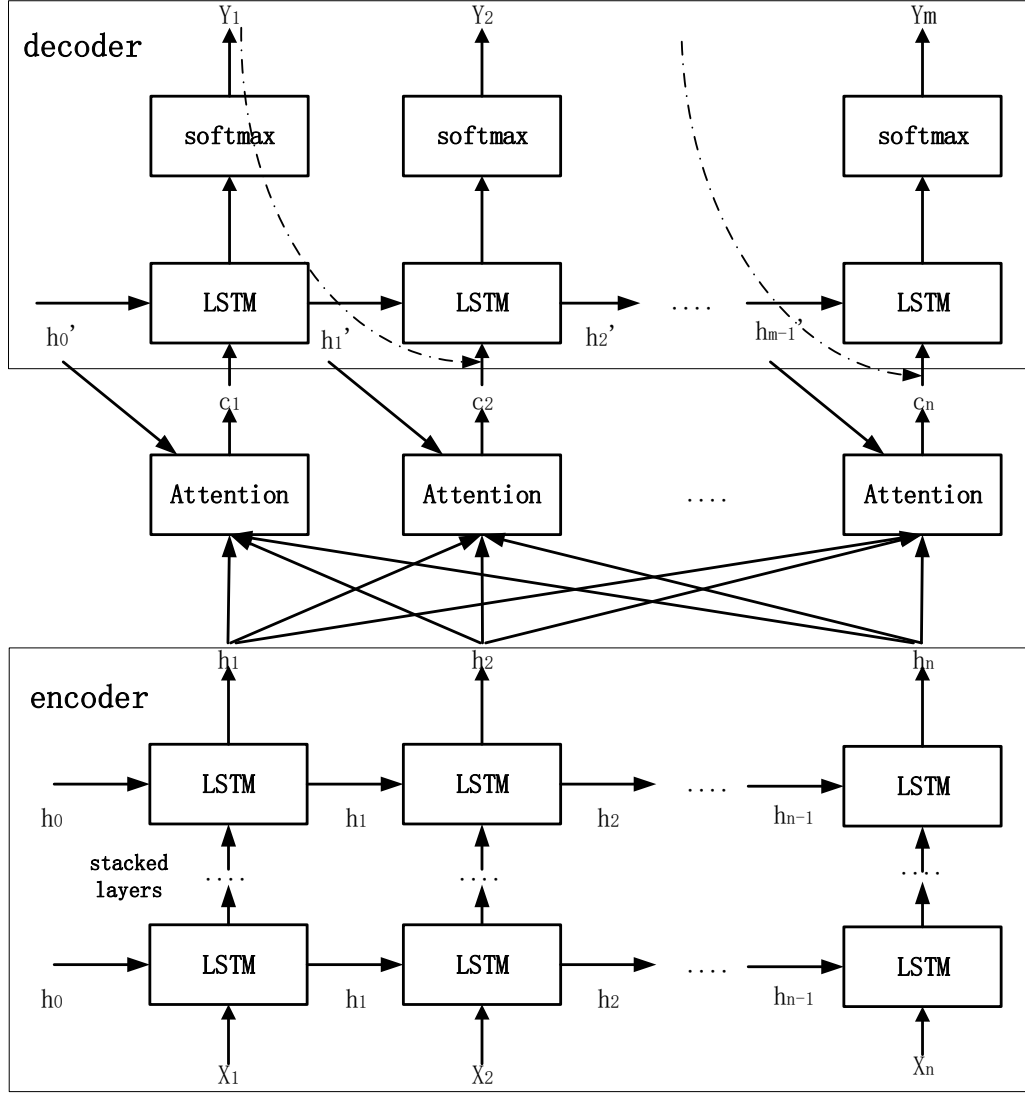 Y1 Y2 Ym
decoder
softmax softmax softmax
LSTM LSTM .... LSTM
h0' h1' h2' hm-1'
c1 c2 cn
Attention Attention .... Attention
h1 h2 hn
encoder
LSTM LSTM .... LSTM
h0 h1 h2 hn-1
stacked
layers
.... .... ....
LSTM LSTM .... LSTM
h0 h1 h2 hn-1
X1 X2 Xn